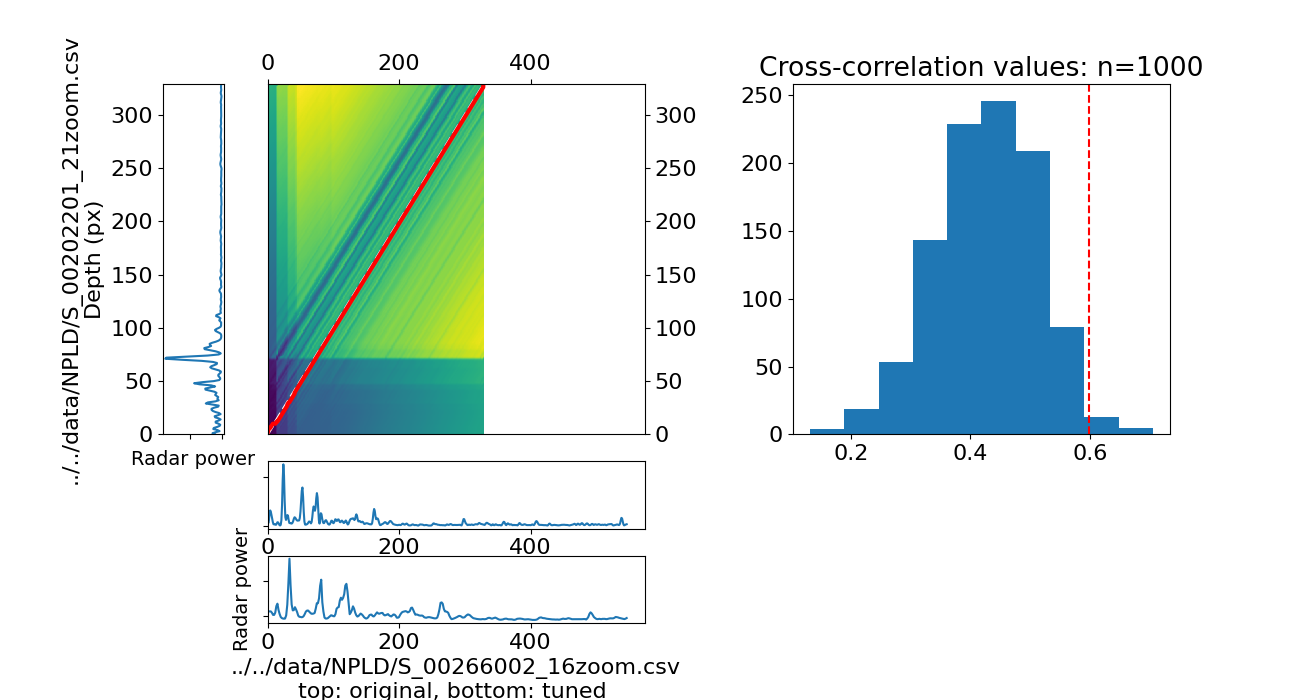 0 200 400
Cross-correlation values: n=1000
../../data/NPLD/S_00202201_21zoom.csv
Depth (px)
300
250
200
150
100
50
0
Radar power
300
250
200
150
100
50
0
250
200
150
100
50
0
0.2 0.4 0.6
0 200 400
Radar power
0 200 400
../../data/NPLD/S_00266002_16zoom.csv
top: original, bottom: tuned